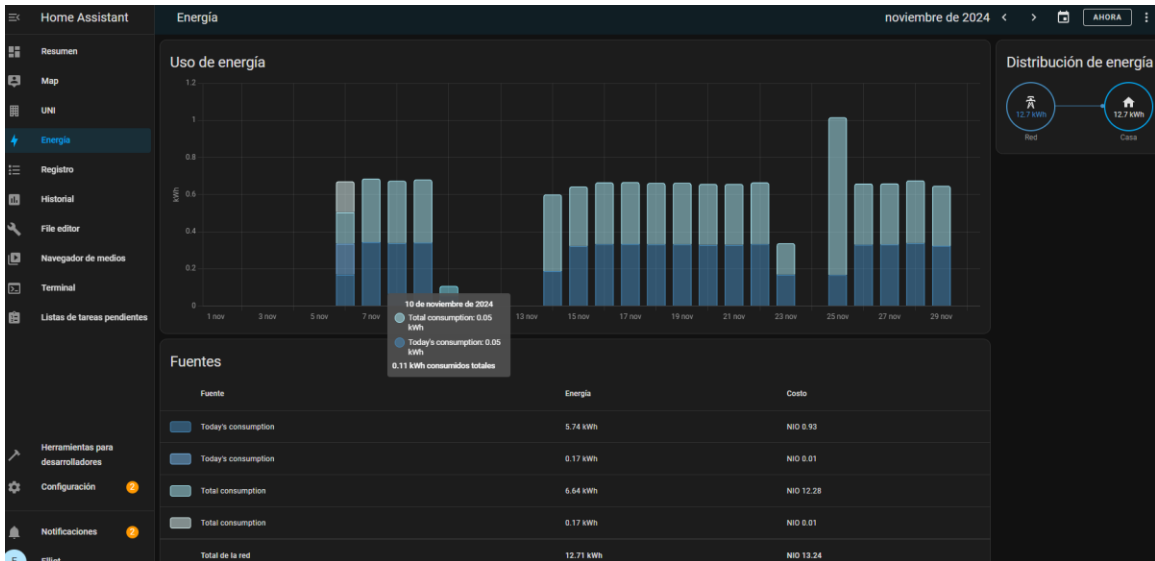 Home Assistant
Energía
noviembre de 2024
AHORA
Resumen
Map
UNI
Energía
Registro
Historial
File editor
Navegador de medios
Terminal
Listas de tareas pendientes
Herramientas para
desarrolladores
Configuración 2
Notificaciones 2
Uso de energía
kWh
1.2
1
0.8
0.6
0.4
0.2
0
1 nov 3 nov 5 nov 7 nov 13 nov 15 nov 17 nov 19 nov 21 nov 23 nov 25 nov 27 nov 29 nov
10 de noviembre de 2024
Total consumption: 0.05
kWh
Today's consumption: 0.05
kWh
0.11 kWh consumidos totales
Distribución de energía
12.7 kWh
Red
12.7 kWh
Casa
Fuentes
Fuente Energía Costo
Today's consumption 5.74 kWh NIO 0.93
Today's consumption 0.17 kWh NIO 0.01
Total consumption 6.64 kWh NIO 12.28
Total consumption 0.17 kWh NIO 0.01
Total de la red 12.71 kWh NIO 13.24